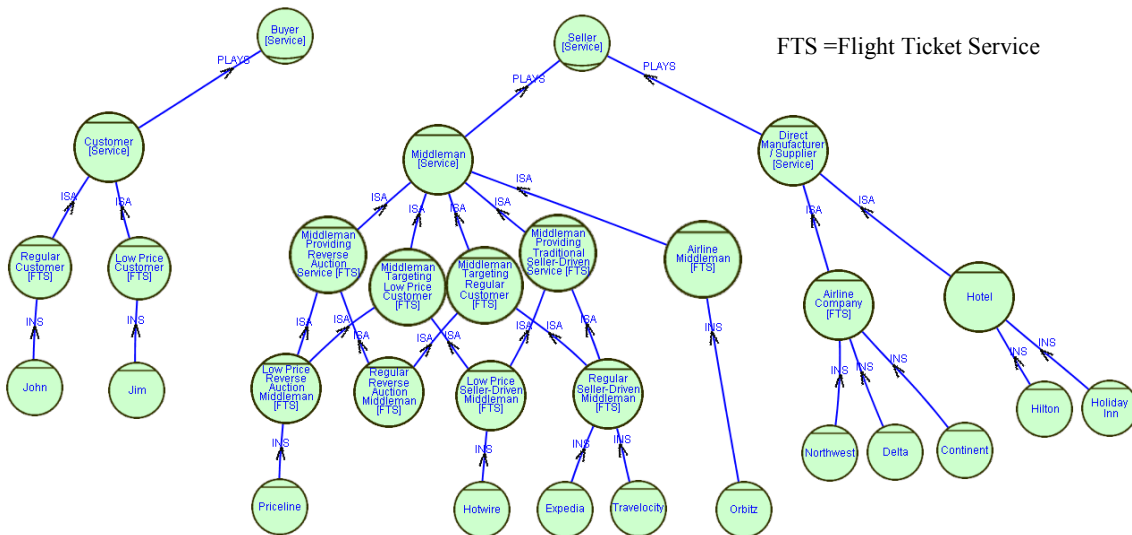 Buyer
[Service]
Seller
[Service]
FTS =Flight Ticket Service
PLAYS
PLAYS
PLAYS
Customer
[Service]
Middleman
[Service]
Direct
Manufacturer
/ Supplier
[Service]
ISA
ISA
ISA
ISA
ISA
ISA
ISA
ISA
ISA
Regular
Customer
[FTS]
Low Price
Customer
[FTS]
Middleman
Providing
Reverse
Auction
Service [FTS]
Middleman
Targeting
Low Price
Customer
[FTS]
Middleman
Targeting
Regular
Customer
[FTS]
Middleman
Providing
Traditional
Seller-Driven
Service [FTS]
Airline
Middleman
[FTS]
Airline
Company
[FTS]
Hotel
INS
INS
ISA
ISA
ISA
ISA
ISA
ISA
ISA
ISA
INS
INS
INS
INS
INS
INS
John
Jim
Low Price
Reverse
Auction
Middleman
[FTS]
Regular
Reverse
Auction
Middleman [FTS]
Low Price
Seller-Driven
Middleman
[FTS]
Regular
Seller-Driven
Middleman
[FTS]
Northwest
Delta
Continent
Hilton
Holiday
Inn
INS
INS
INS
INS
Priceline
Hotwire
Expedia
Travelocity
Orbitz